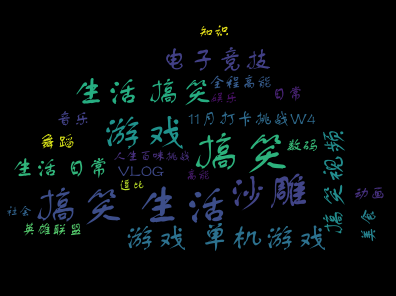 知识
电子竞技
生活 搞笑
全程高能
娱乐
日常
音乐
游戏
11月打卡挑战W4
舞蹈
搞笑
数码
人生百味挑战
生活 日常
VLOG
高能
搞笑视频
逗比
搞笑 生活
沙雕
动画
社会
英雄联盟
美食
游戏 单机游戏